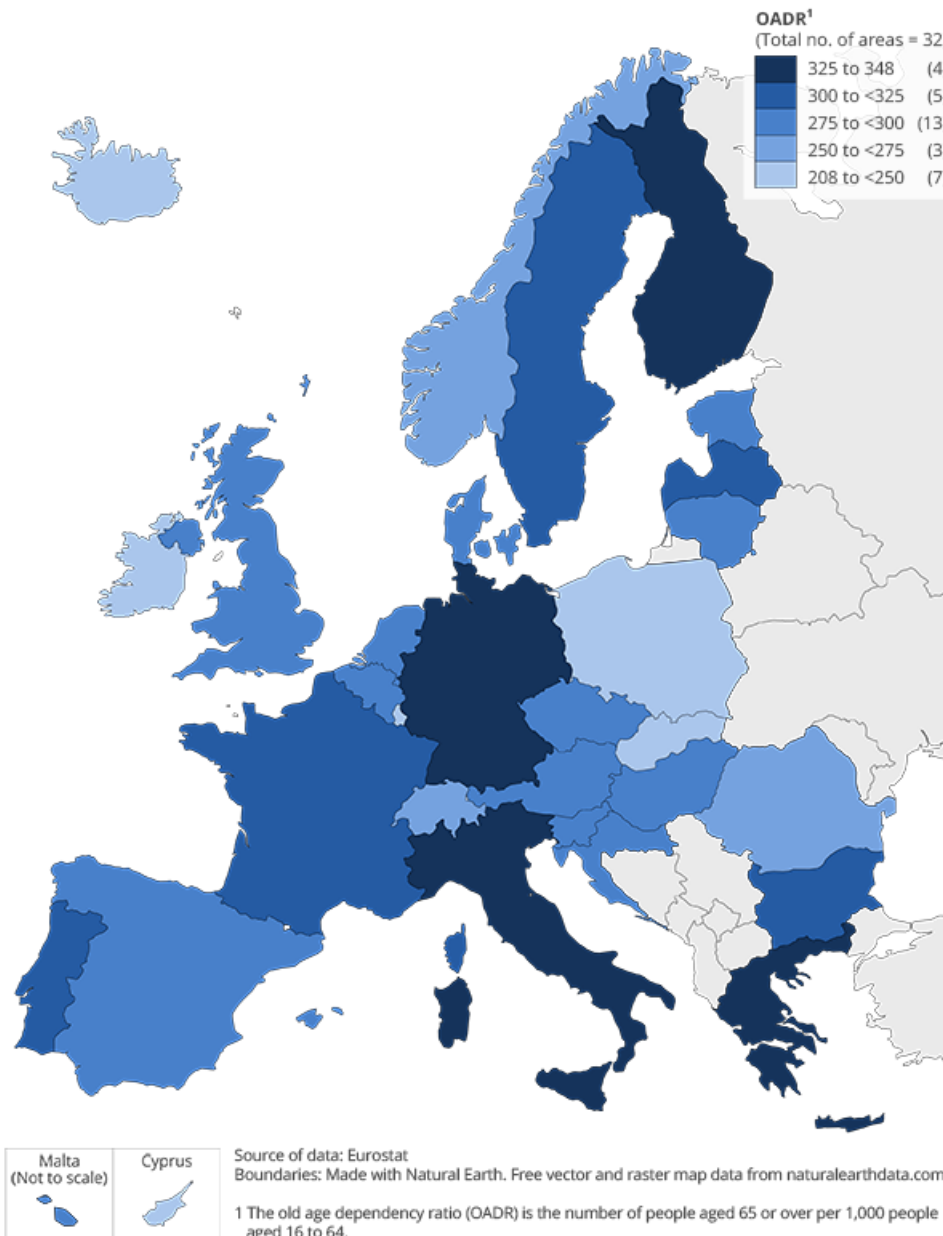 OADR¹
(Total no. of areas = 32
325 to 348 (4
300 to <325 (5
275 to <300 (13
250 to <275 (3
208 to <250 (7
Malta
(Not to scale)
Cyprus
Source of data: Eurostat
Boundaries: Made with Natural Earth. Free vector and raster map data from naturalearthdata.com
1 The old age dependency ratio (OADR) is the number of people aged 65 or over per 1,000 people
aged 16 to 64.